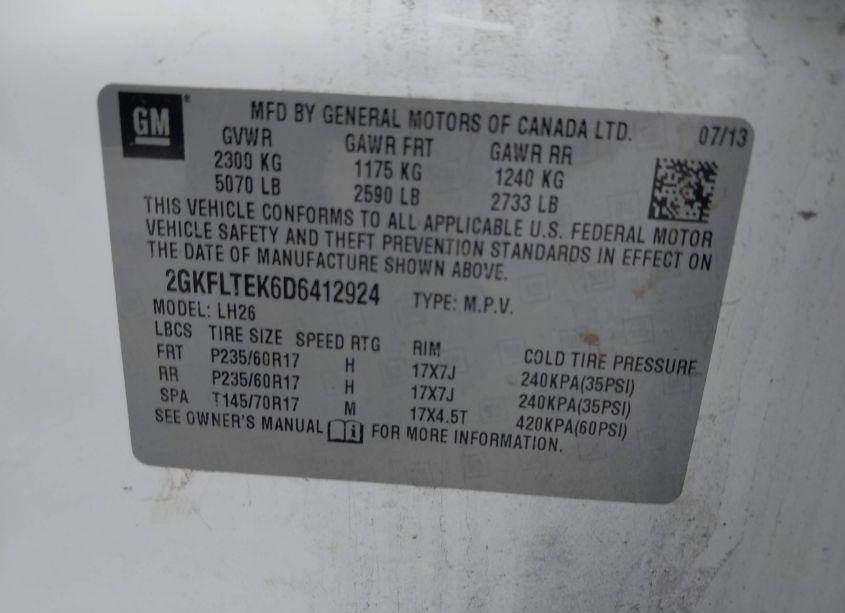 GM®
MFD BY GENERAL MOTORS OF CANADA LTD. 07/13
GVWR GAWR FRT GAWR RR
2300 KG 1175 KG 1240 KG
5070 LB 2590 LB 2733 LB
THIS VEHICLE CONFORMS TO ALL APPLICABLE U.S. FEDERAL MOTOR
VEHICLE SAFETY AND THEFT PREVENTION STANDARDS IN EFFECT ON
THE DATE OF MANUFACTURE SHOWN ABOVE.
2GKFLTEK6D6412924 TYPE: M.P.V.
MODEL: LH26
LBCS TIRE SIZE SPEED RTG RIM COLD TIRE PRESSURE
FRT P235/60R17 H 17X7J 240KPA(35PSI)
RR P235/60R17 H 17X7J 240KPA(35PSI)
SPA T145/70R17 M 17X4.5T 420KPA(60PSI)
SEE OWNER'S MANUAL FOR MORE INFORMATION.